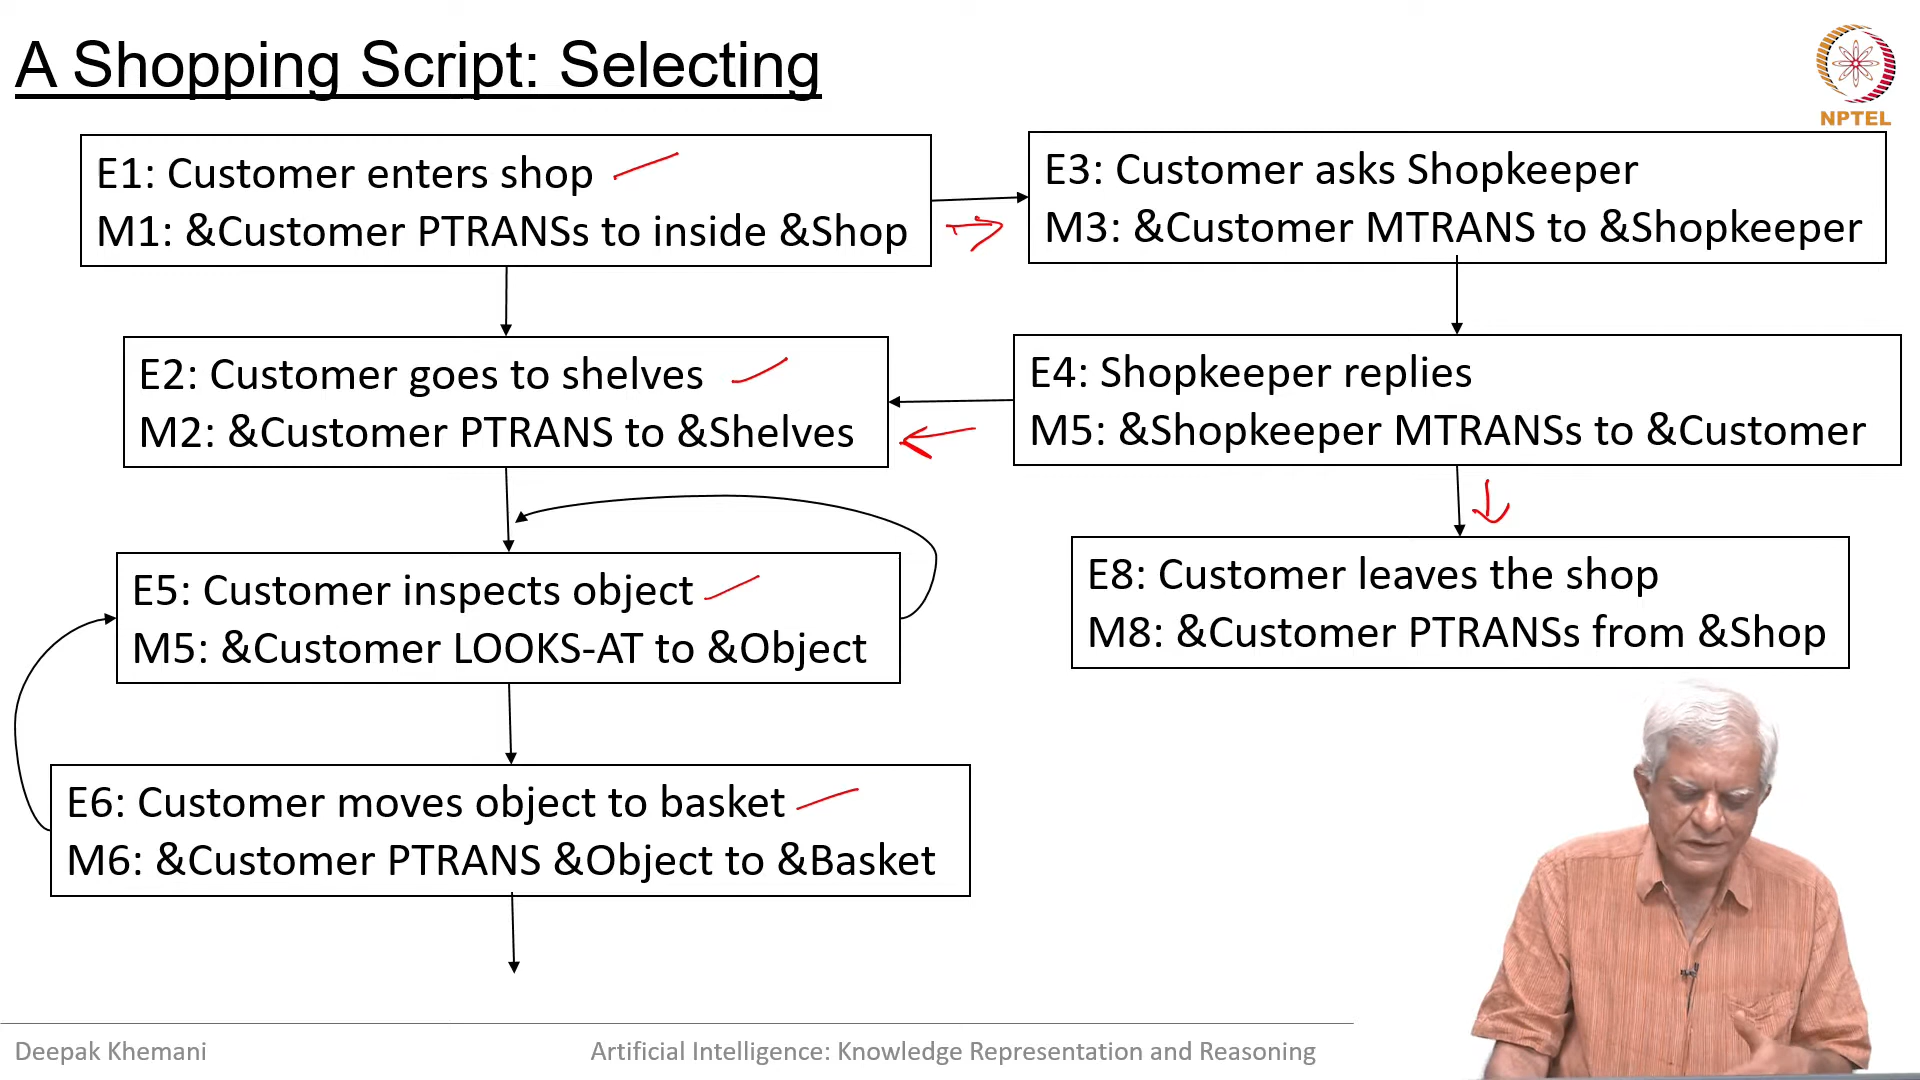 A Shopping Script: Selecting
NPTEL
E1: Customer enters shop
M1: &Customer PTRANSs to inside &Shop
E3: Customer asks Shopkeeper
M3: &Customer MTRANS to &Shopkeeper
E2: Customer goes to shelves
M2: &Customer PTRANS to &Shelves
E4: Shopkeeper replies
M5: &Shopkeeper MTRANSs to &Customer
E5: Customer inspects object
M5: &Customer LOOKS-AT to &Object
E8: Customer leaves the shop
M8: &Customer PTRANSs from &Shop
E6: Customer moves object to basket
M6: &Customer PTRANS &Object to &Basket
Deepak Khemani
Artificial Intelligence: Knowledge Representation and Reasoning